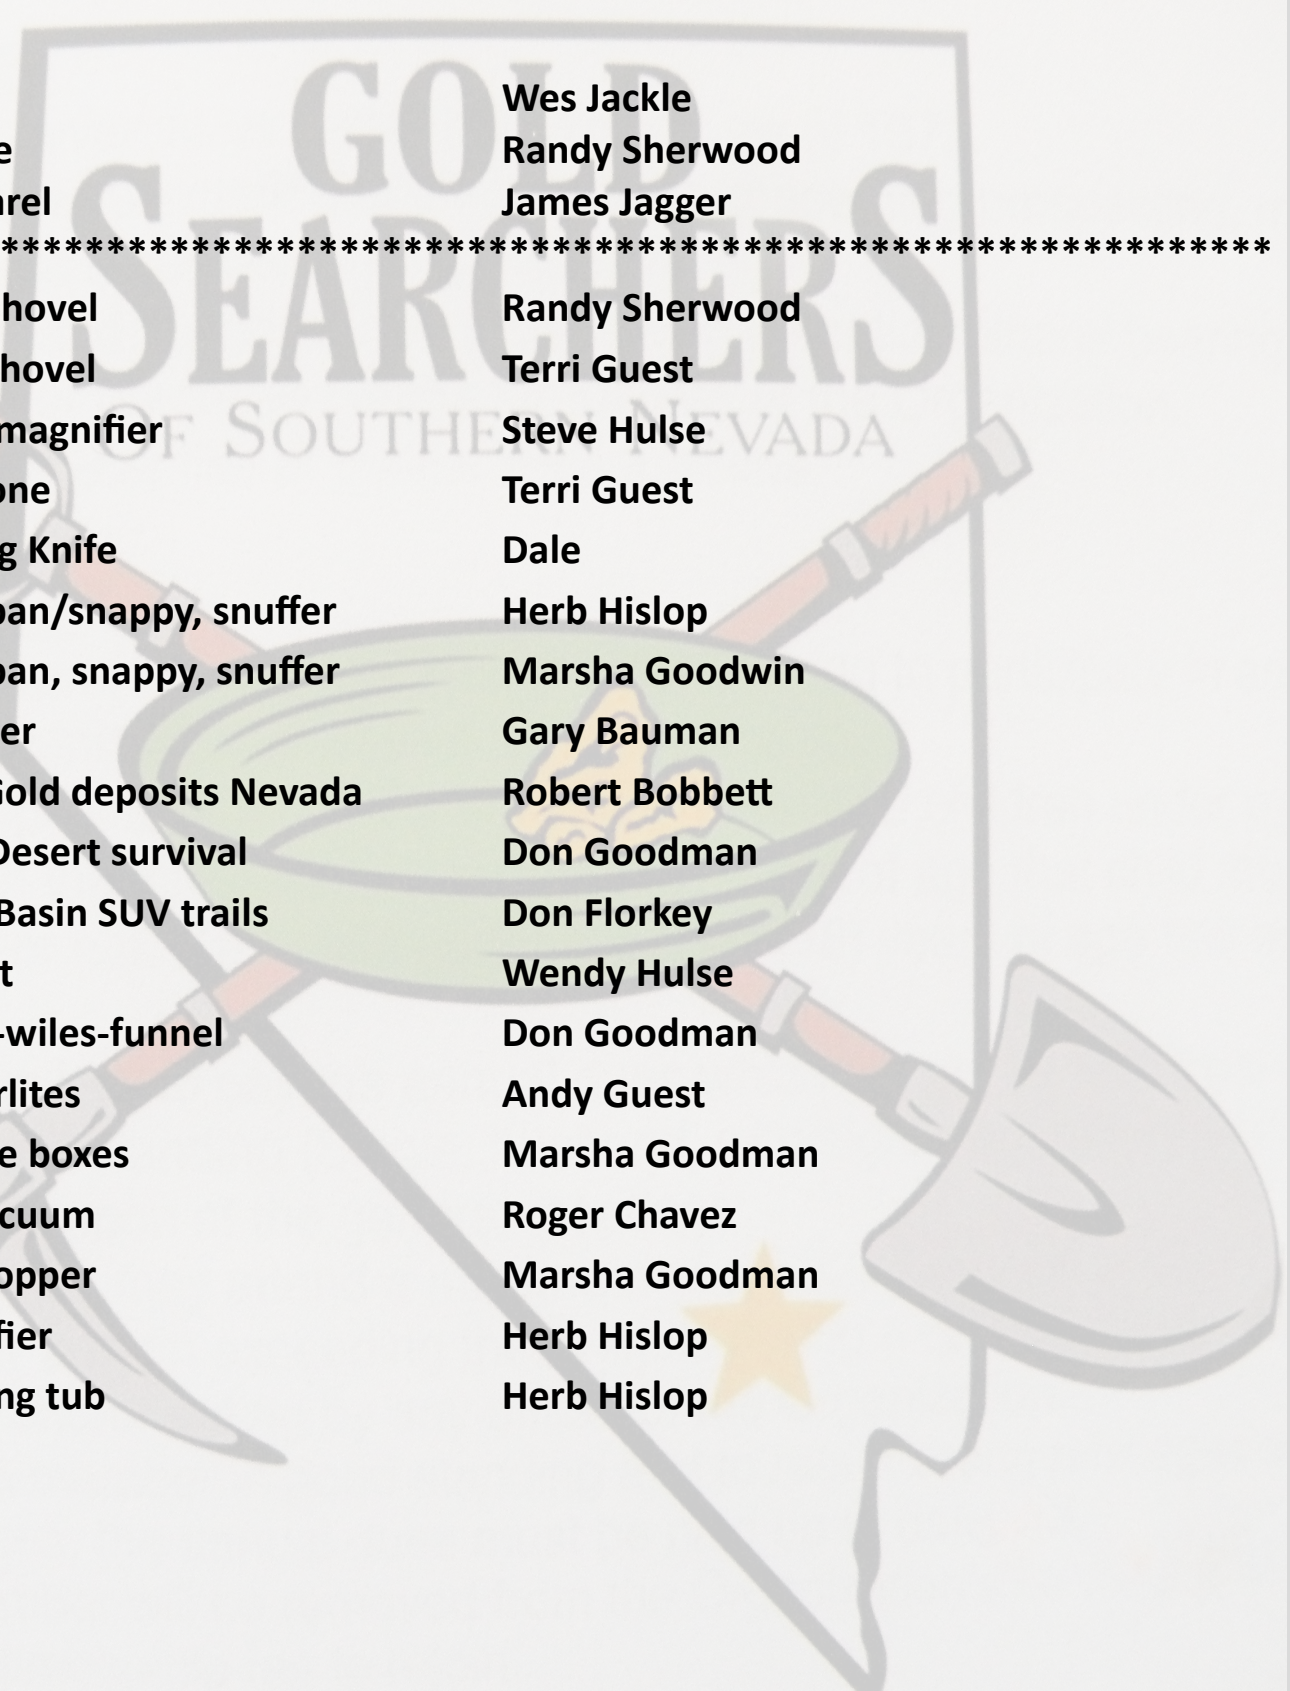 GOLD
SEARCHERS
OF SOUTHERN NEVADA
Wes Jackle
e Randy Sherwood
arel James Jagger
************************************************************
hovel Randy Sherwood
hovel Terri Guest
magnifier Steve Hulse
one Terri Guest
g Knife Dale
pan/snappy, snuffer Herb Hislop
pan, snappy, snuffer Marsha Goodwin
er Gary Bauman
Gold deposits Nevada Robert Bobbett
Desert survival Don Goodman
Basin SUV trails Don Florkey
t Wendy Hulse
-wiles-funnel Don Goodman
rlites Andy Guest
e boxes Marsha Goodman
cuum Roger Chavez
opper Marsha Goodman
fier Herb Hislop
ng tub Herb Hislop